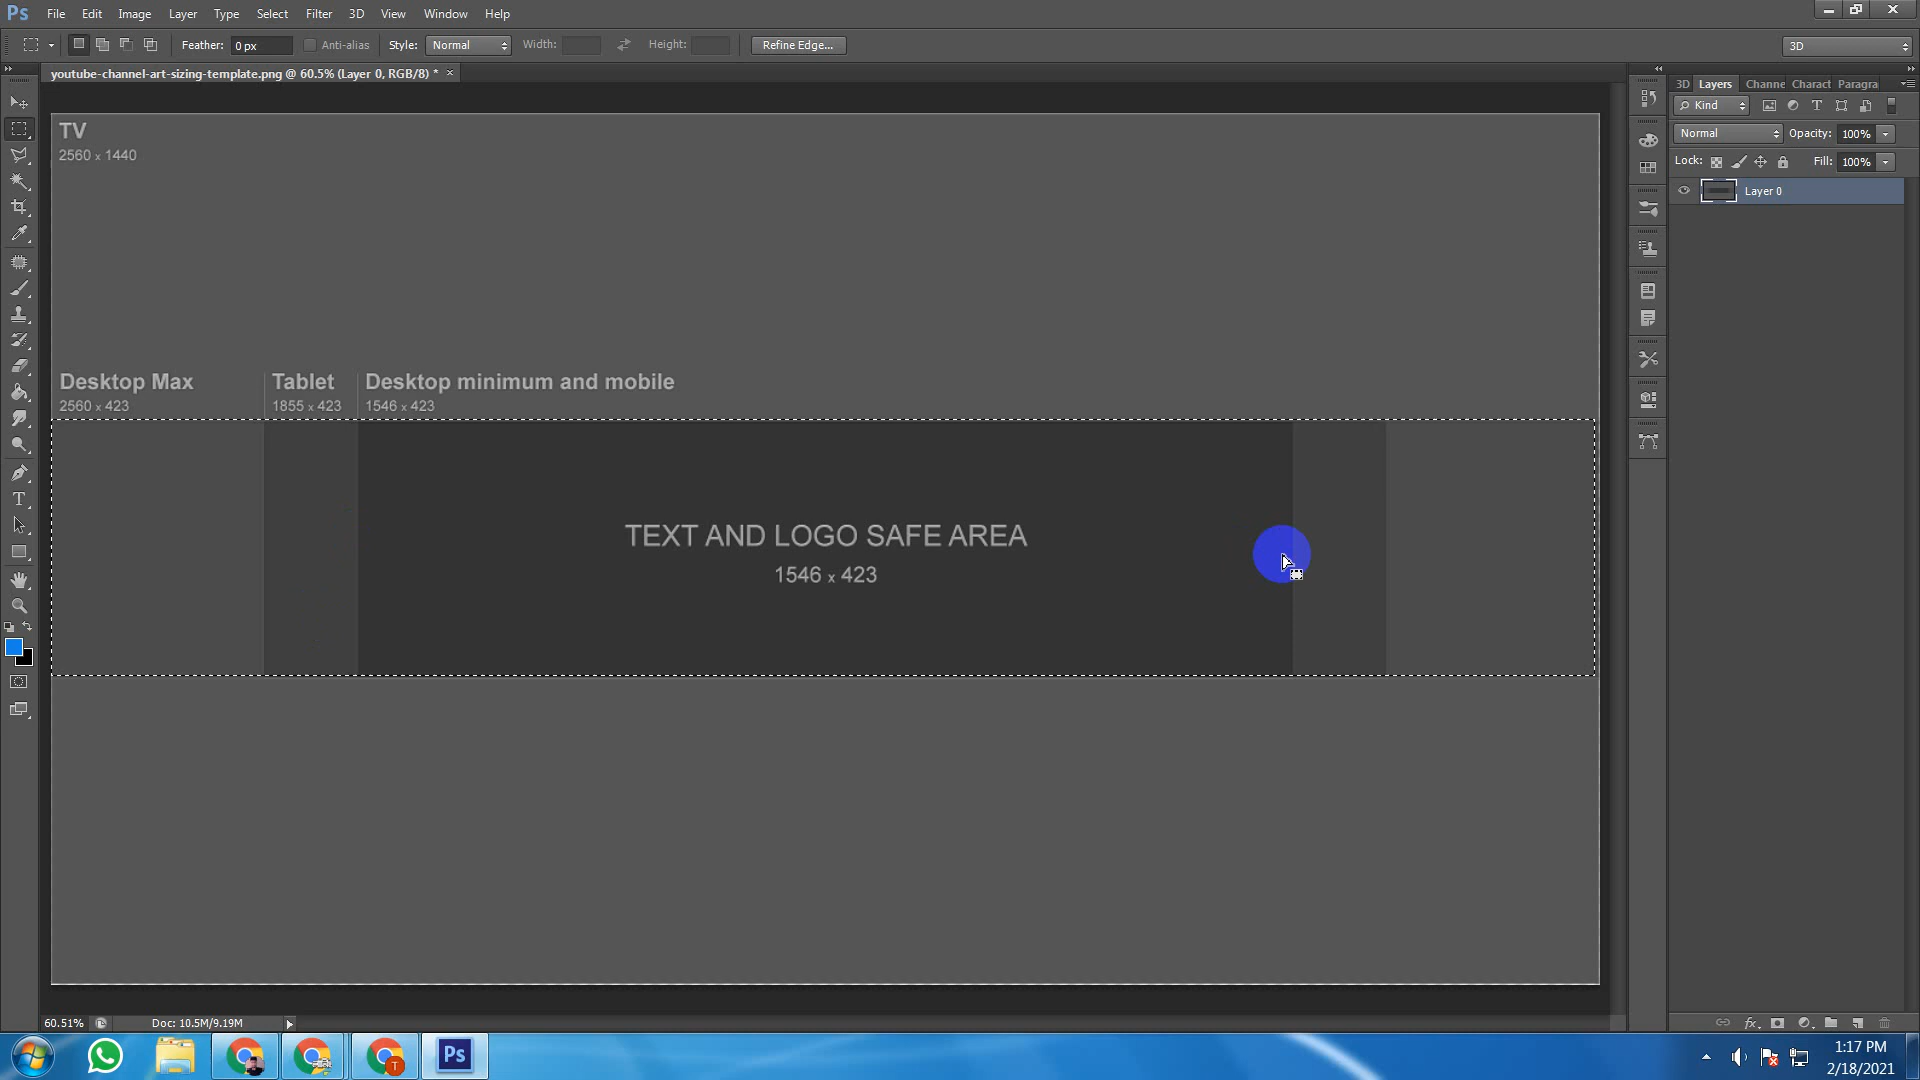 Ps File Edit Image Layer Type Select Filter 3D View Window Help
Feather: 0 px Anti-alias Style: Normal Width: Height: Refine Edge... 3D
youtube-channel-art-sizing-template.png @ 60.5% (Layer 0, RGB/8) * ×
3D Layers Channe Charact Paragra
Kind
Normal Opacity: 100%
Lock: Fill: 100%
Layer 0
TV
2560 x 1440
Desktop Max Tablet Desktop minimum and mobile
2560 x 423 1855 x 423 1546 x 423
TEXT AND LOGO SAFE AREA
1546 x 423
60.51% Doc: 10.5M/9.19M
fx
T
Ps
1:17 PM
2/18/2021